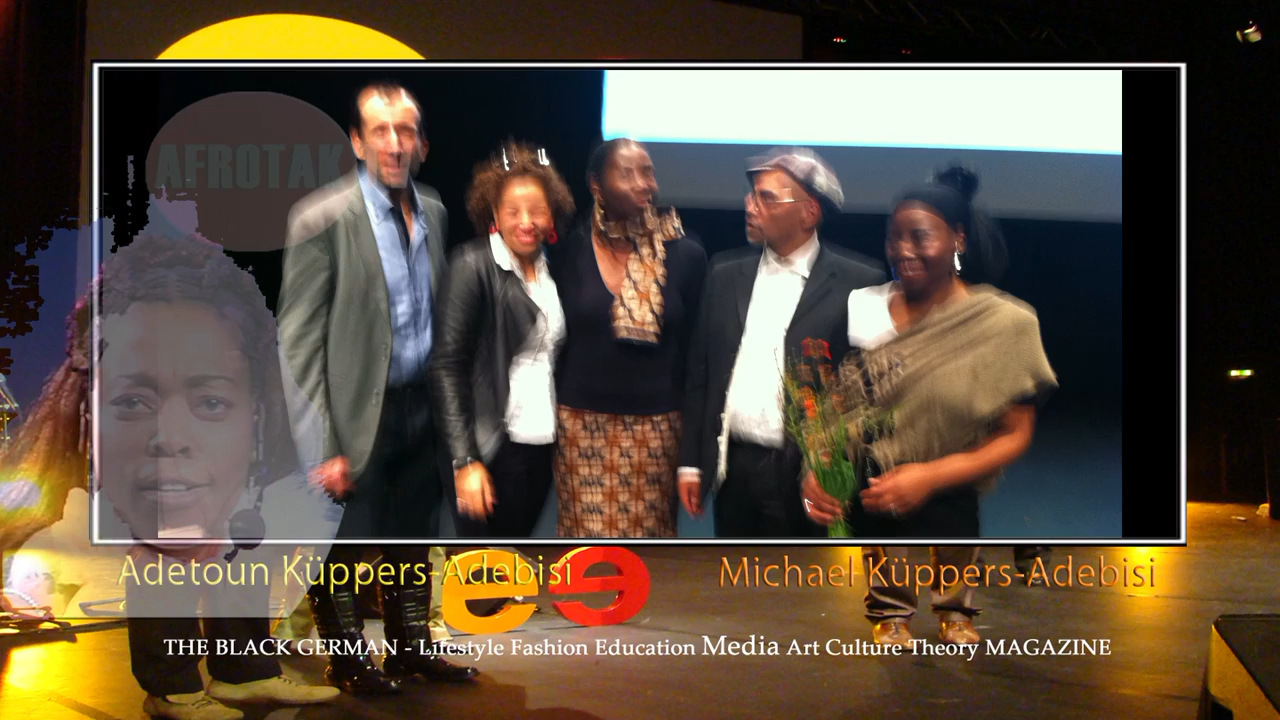 AFROTAK
Adetoun Küppers-Adebisi
Michael Küppers-Adebisi
THE BLACK GERMAN - Lifestyle Fashion Education Media Art Culture Theory MAGAZINE